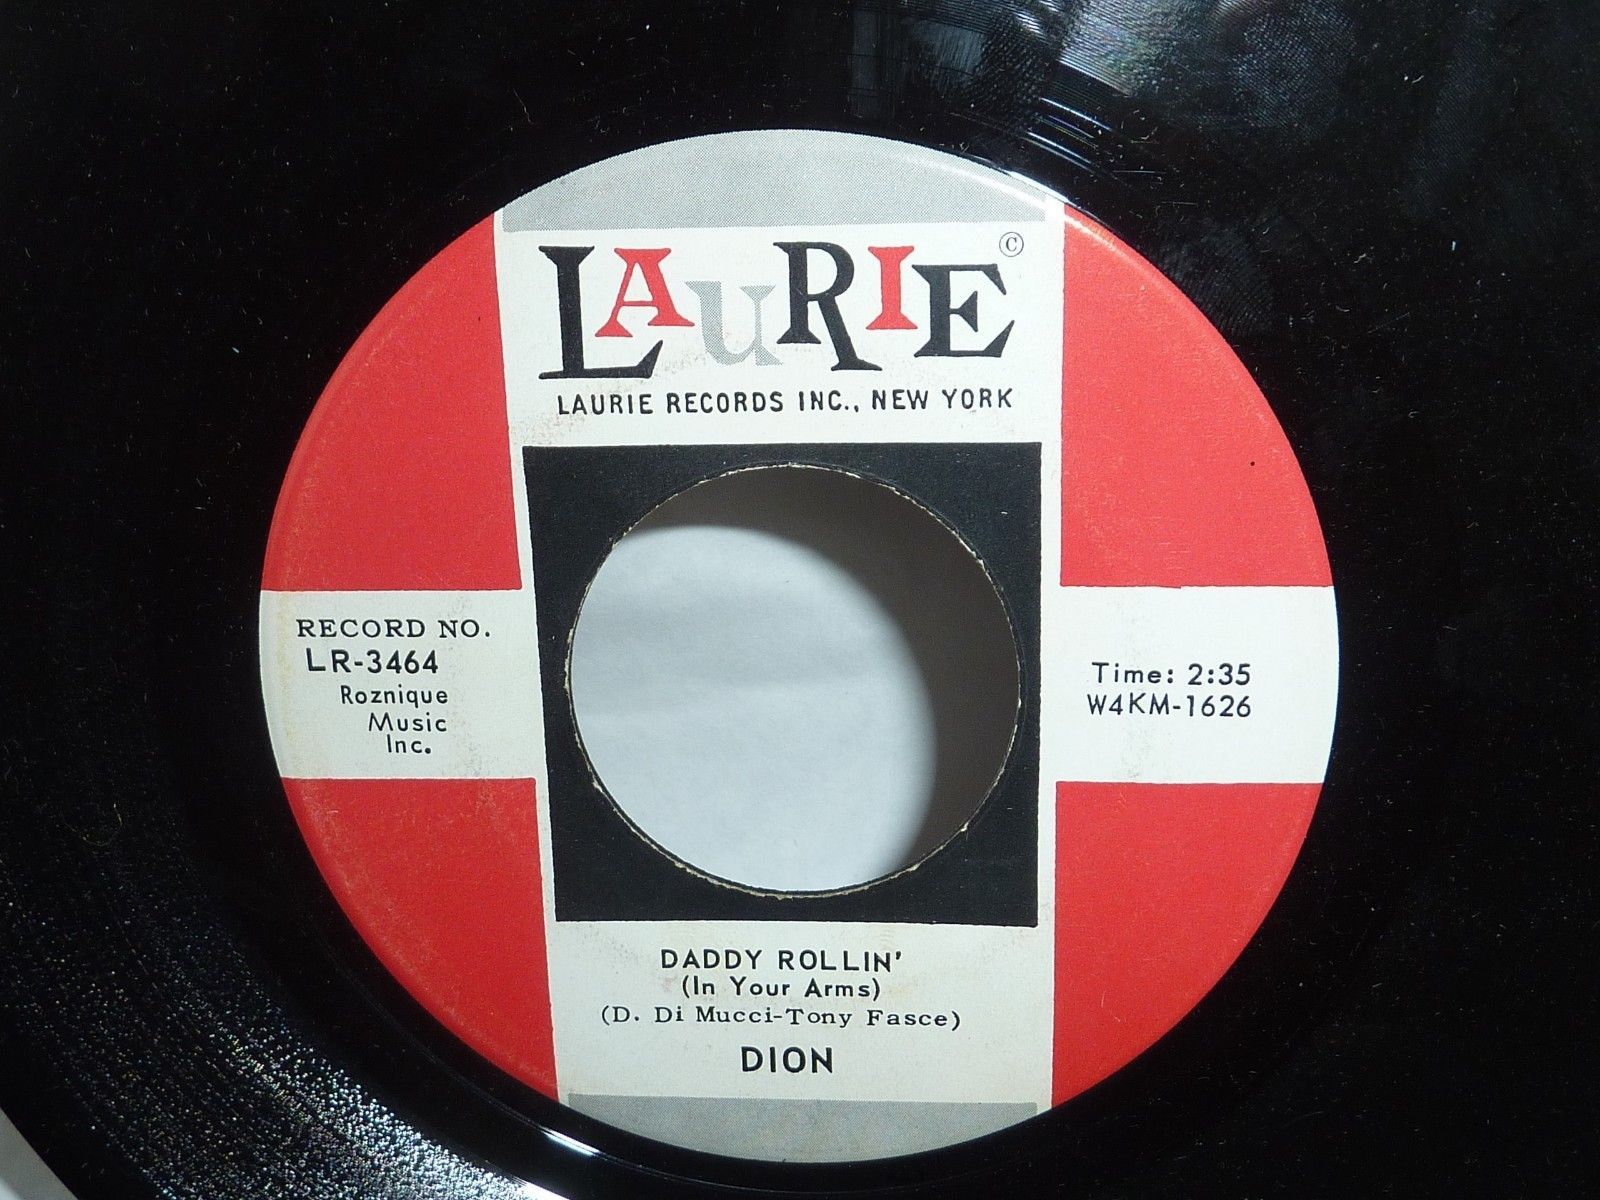 LAURIE ©
LAURIE RECORDS INC., NEW YORK
RECORD NO.
LR-3464
Roznique
Music
Inc.
Time: 2:35
W4KM-1626
DADDY ROLLIN'
(In Your Arms)
(D. Di Mucci-Tony Fasce)
DION